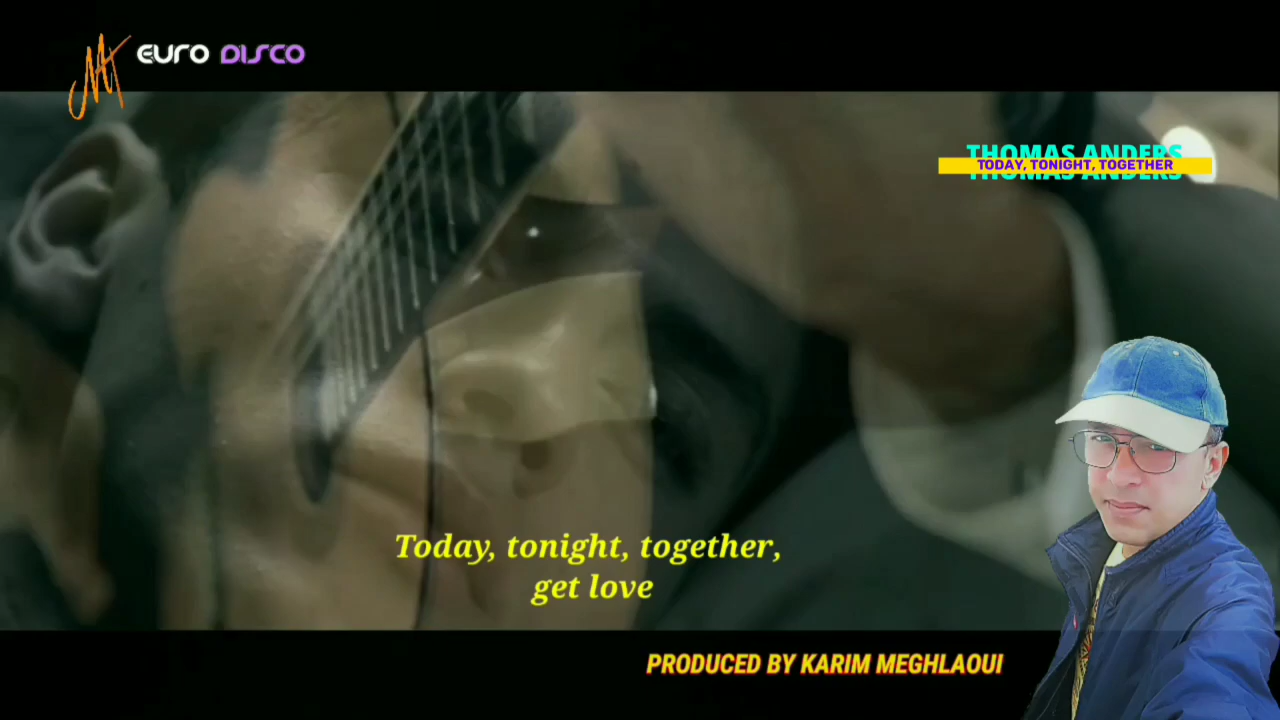 EURO DISCO
THOMAS ANDERS
TODAY, TONIGHT, TOGETHER
THOMAS ANDERS
Today, tonight, together,
get love
PRODUCED BY KARIM MEGHLAOUI